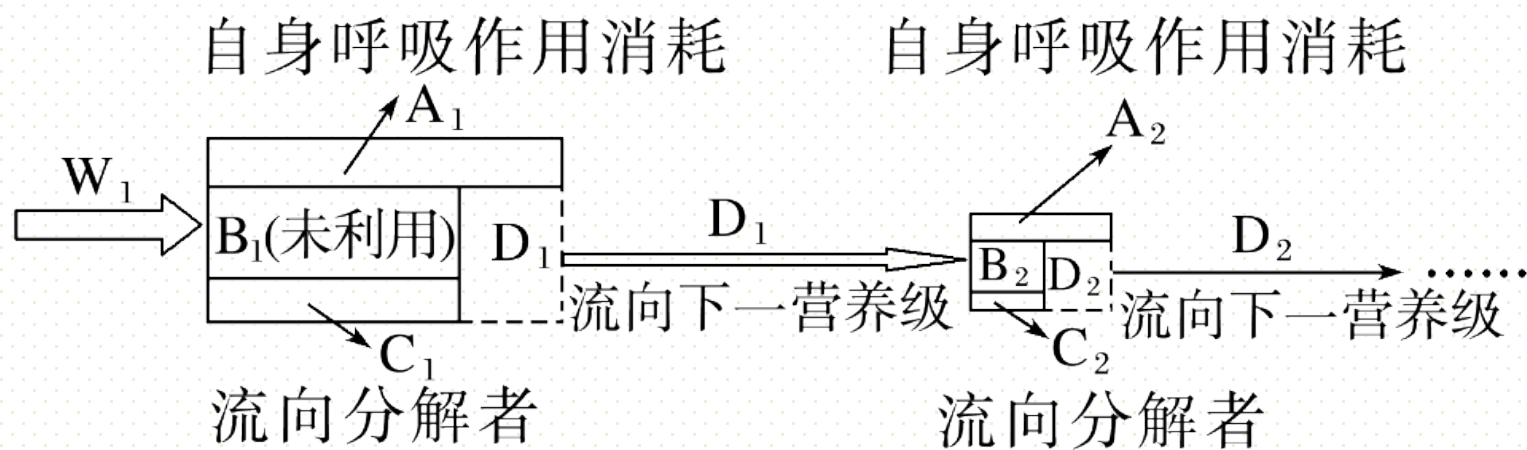 自身呼吸作用消耗 自身呼吸作用消耗
A₁ A₂
W₁
B₁(未利用) D₁ D₁ B₂ D₂ D₂ ……
流向下一营养级 流向下一营养级
C₁ C₂
流向分解者 流向分解者